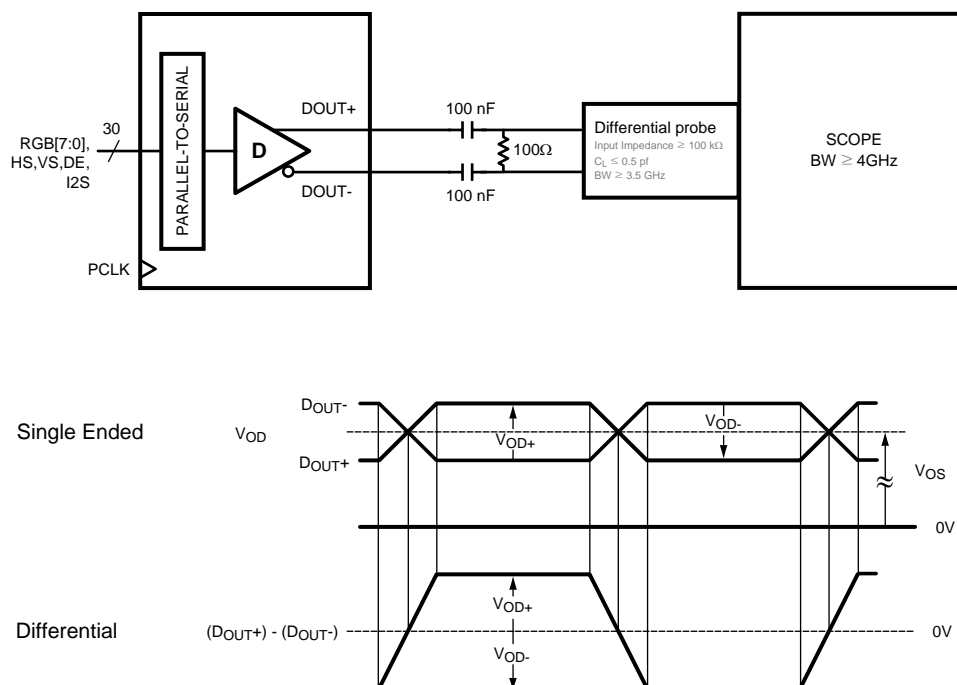 RGB[7:0],
HS,VS,DE,
I2S
30
PCLK
PARALLEL-TO-SERIAL
D
DOUT+
DOUT-
100 nF
100Ω
100 nF
Differential probe
Input Impedance ≥ 100 kΩ
CL ≤ 0.5 pf
BW ≥ 3.5 GHz
SCOPE
BW ≥ 4GHz
Single Ended
VOD
DOUT-
DOUT+
VOD+
VOD-
≈
VOS
0V
Differential
(DOUT+) - (DOUT-)
VOD+
VOD-
0V